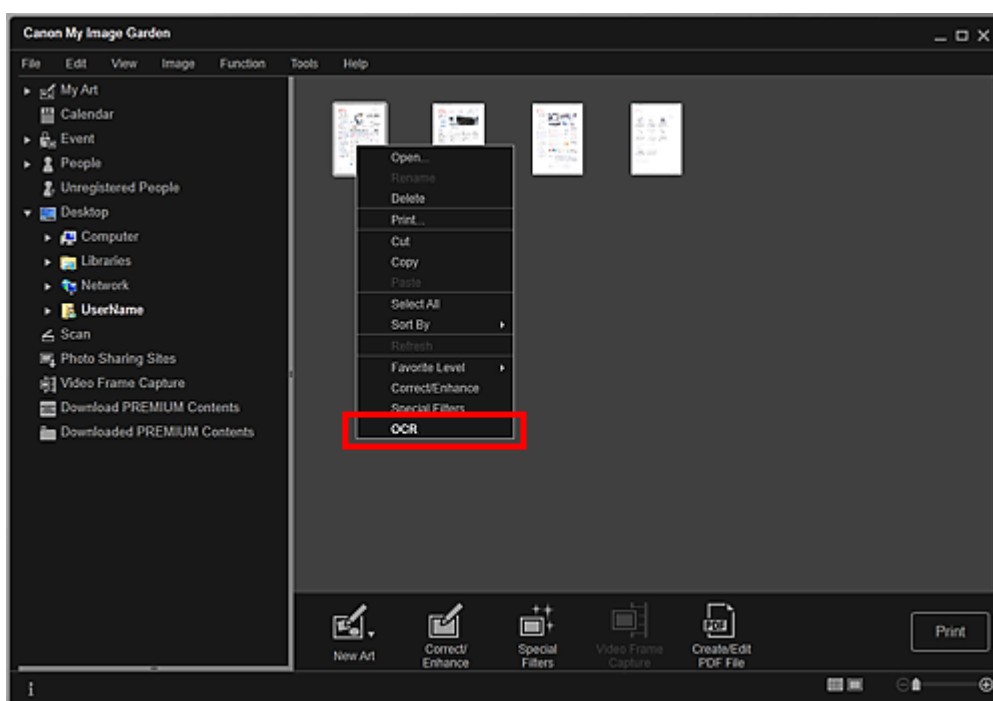 Canon My Image Garden
File Edit View Image Function Tools Help
My Art
Calendar
Event
People
Unregistered People
Desktop
Computer
Libraries
Network
UserName
Scan
Photo Sharing Sites
Video Frame Capture
Download PREMIUM Contents
Downloaded PREMIUM Contents
Open...
Rename
Delete
Print...
Cut
Copy
Paste
Select All
Sort By
Refresh
Favorite Level
Correct/Enhance
Special Filters
OCR
New Art
Correct/
Enhance
Special
Filters
Video Frame
Capture
PDF
Create/Edit
PDF File
Print